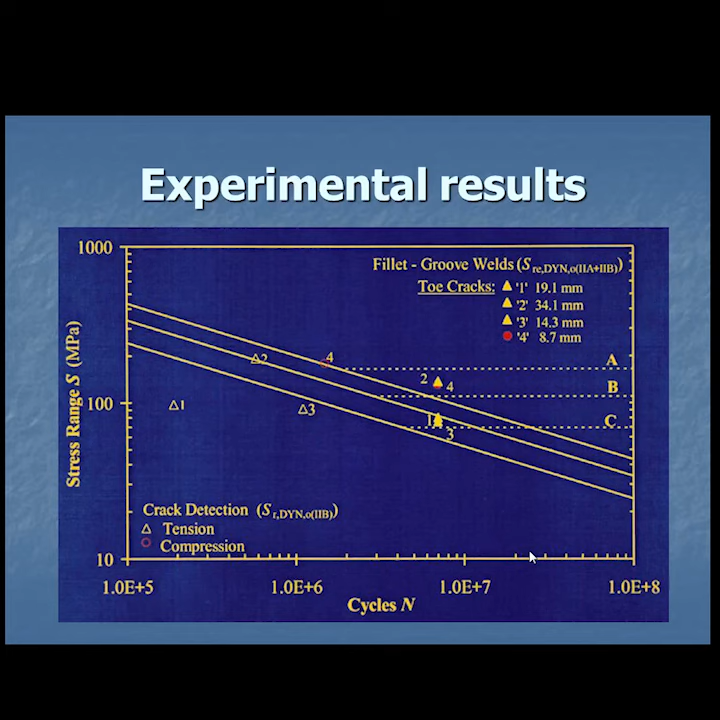 Experimental results
1000
100
10
Stress Range S (MPa)
Fillet - Groove Welds (S re,DYN,o(IIA+IIB))
Toe Cracks: '1' 19.1 mm
'2' 34.1 mm
'3' 14.3 mm
'4' 8.7 mm
A
B
C
2
4
2
4
1
3
1
3
Crack Detection (S r,DYN,o(IIB))
Tension
Compression
1.0E+5 1.0E+6 1.0E+7 1.0E+8
Cycles N